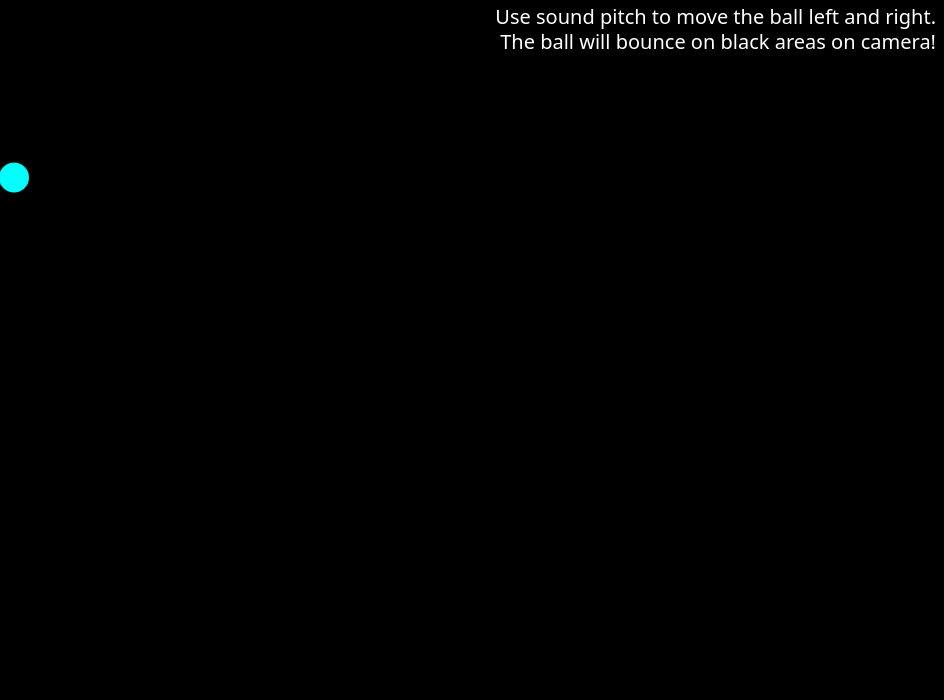 Use sound pitch to move the ball left and right.
The ball will bounce on black areas on camera!